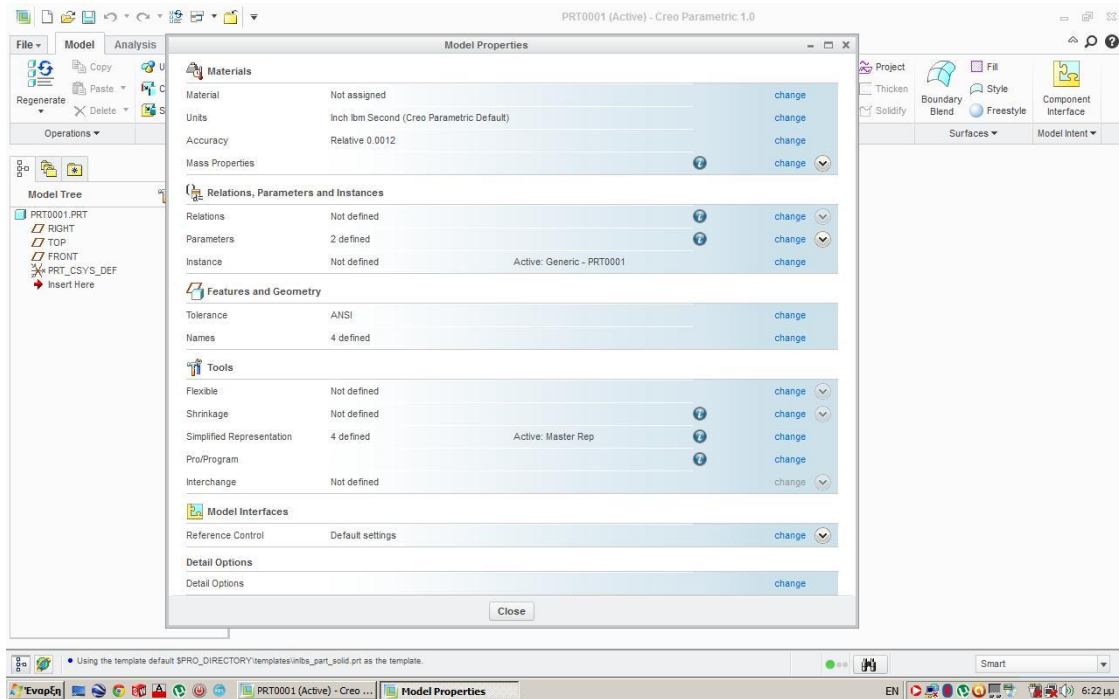 PRT0001 (Active) - Creo Parametric 1.0
File Model Analysis
Model Properties
Regenerate
Copy
Paste
Delete
Operations
Project
Thicken
Solidify
Boundary Blend
Fill
Style
Freestyle
Surfaces
Component Interface
Model Intent
Model Tree
PRT0001.PRT
RIGHT
TOP
FRONT
PRT_CSYS_DEF
Insert Here
Materials
Material Not assigned change
Units Inch lbm Second (Creo Parametric Default) change
Accuracy Relative 0.0012 change
Mass Properties change
Relations, Parameters and Instances
Relations Not defined change
Parameters 2 defined change
Instance Not defined Active: Generic - PRT0001 change
Features and Geometry
Tolerance ANSI change
Names 4 defined change
Tools
Flexible Not defined change
Shrinkage Not defined change
Simplified Representation 4 defined Active: Master Rep change
Pro/Program change
Interchange Not defined change
Model Interfaces
Reference Control Default settings change
Detail Options
Detail Options change
Close
Using the template default $PRO_DIRECTORY\templates\inlbs_part_solid.prt as the template.
Smart
Έναρξη PRT0001 (Active) - Creo ... Model Properties EN 6:22 μμ